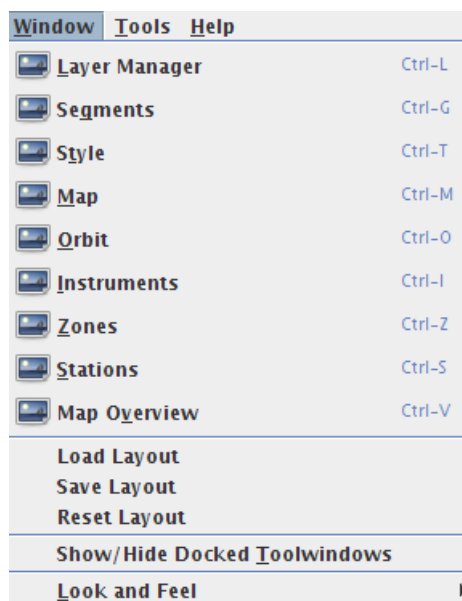 Window Tools Help
Layer Manager Ctrl-L
Segments Ctrl-G
Style Ctrl-T
Map Ctrl-M
Orbit Ctrl-O
Instruments Ctrl-I
Zones Ctrl-Z
Stations Ctrl-S
Map Overview Ctrl-V
Load Layout
Save Layout
Reset Layout
Show/Hide Docked Toolwindows
Look and Feel